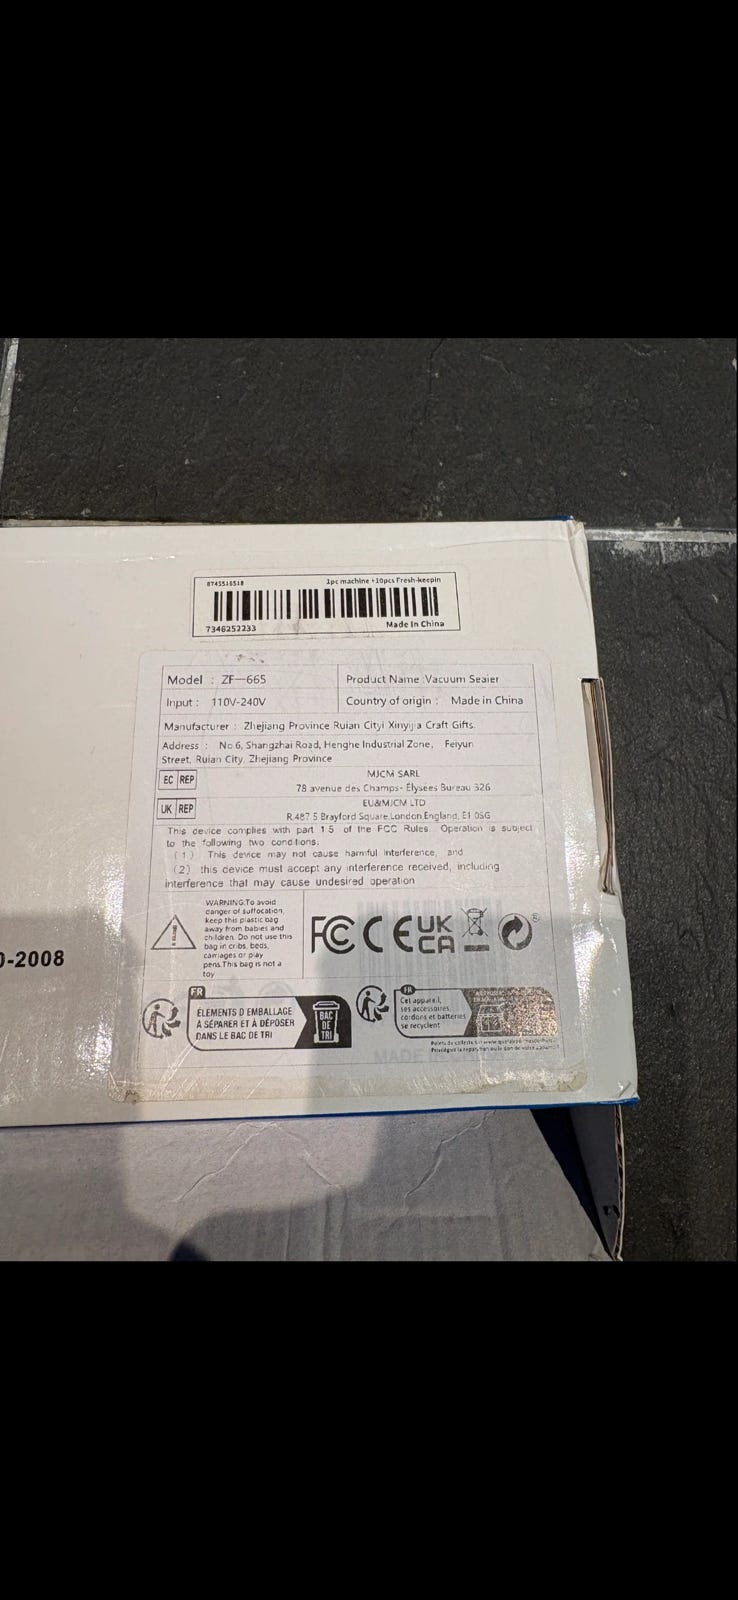 8743516518
1pc machine +10pcs Fresh-keepin
7346252233
Made In China
Model : ZF—665
Product Name :Vacuum Sealer
Input : 110V-240V
Country of origin : Made in China
Manufacturer : Zhejiang Province Ruian Cityi Xinyijia Craft Gifts
Address : No.6, Shangzhai Road, Henghe Industrial Zone, Feiyun
Street, Ruian City, Zhejiang Province
EC REP
MJCM SARL
78 avenue des Champs- Élysees Bureau 326
UK REP
EU&MJCM LTD
R.487 5 Brayford Square,London,England, E1 0SG
This device complies with part 1 5 of the FCC Rules. Operation is subject
to the following two conditions.
(1) This device may not cause harmful interference, and
(2) this device must accept any interference received, including
interference that may cause undesired operation
WARNING:To avoid
danger of suffocation,
keep this plastic bag
away from babies and
children. Do not use this
bag in cribs, beds,
carriages or play
pens.This bag is not a
toy
FC CE UK
CA
®
0-2008
FR
ÉLÉMENTS D EMBALLAGE
À SÉPARER ET À DÉPOSER
DANS LE BAC DE TRI
BAC
DE
TRI
FR
Cet appareil,
ses accessoires,
cordons et batteries
se recyclent
MADE